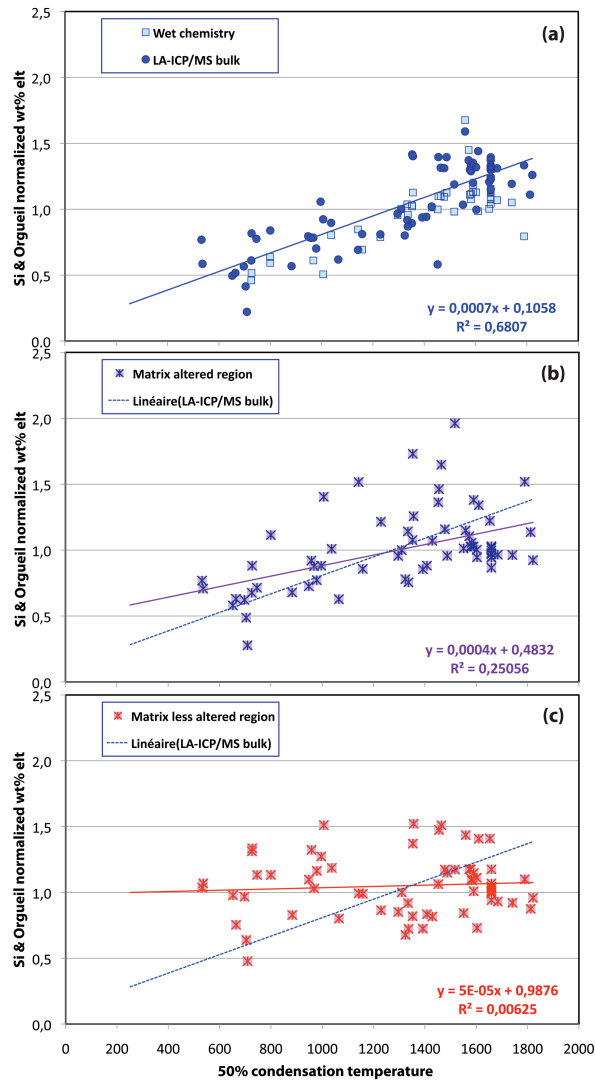 2,5
(a)
Wet chemistry
LA-ICP/MS bulk
2,0
1,5
1,0
0,5
0,0
Si & Orgueil normalized wt% elt
y = 0,0007x + 0,1058
R² = 0,6807
2,5
(b)
Matrix altered region
Linéaire(LA-ICP/MS bulk)
2,0
1,5
1,0
0,5
0,0
Si & Orgueil normalized wt% elt
y = 0,0004x + 0,4832
R² = 0,25056
2,5
(c)
Matrix less altered region
Linéaire(LA-ICP/MS bulk)
2,0
1,5
1,0
0,5
0,0
Si & Orgueil normalized wt% elt
y = 5E-05x + 0,9876
R² = 0,00625
0 200 400 600 800 1000 1200 1400 1600 1800 2000
50% condensation temperature